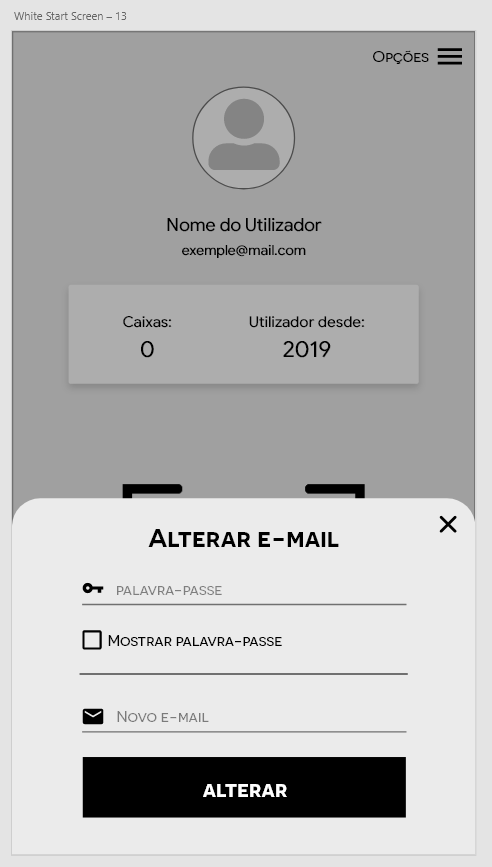 White Start Screen – 13
Opções
Nome do Utilizador
exemple@mail.com
Caixas: Utilizador desde:
0 2019
Alterar e-mail
palavra-passe
Mostrar palavra-passe
Novo e-mail
ALTERAR